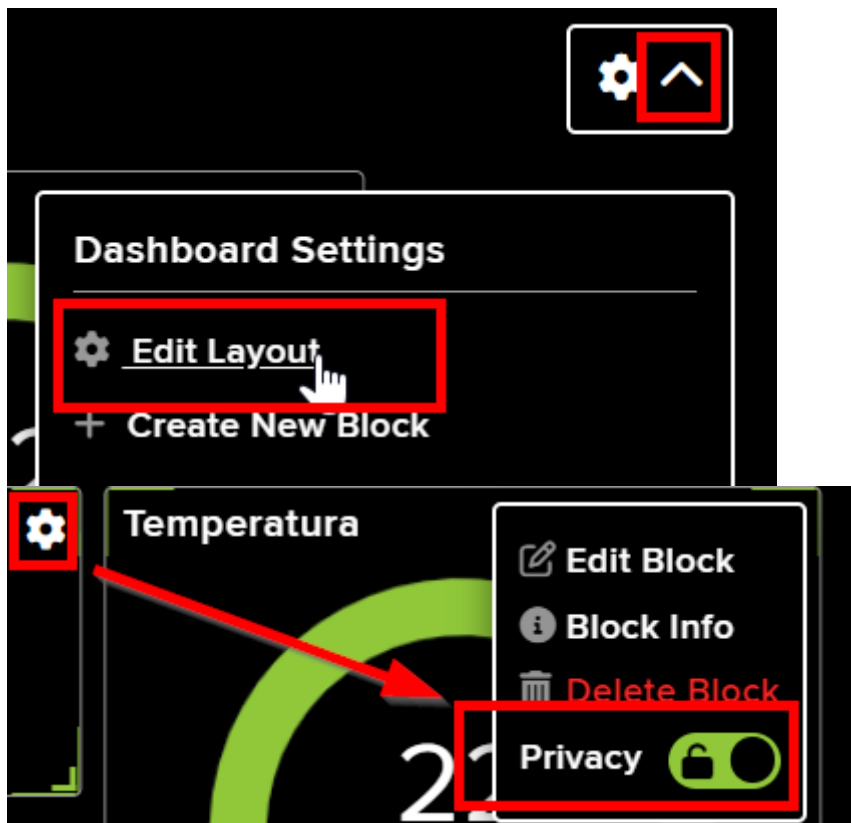 Dashboard Settings
Edit Layout
Create New Block
Temperatura
Edit Block
Block Info
Delete Block
Privacy